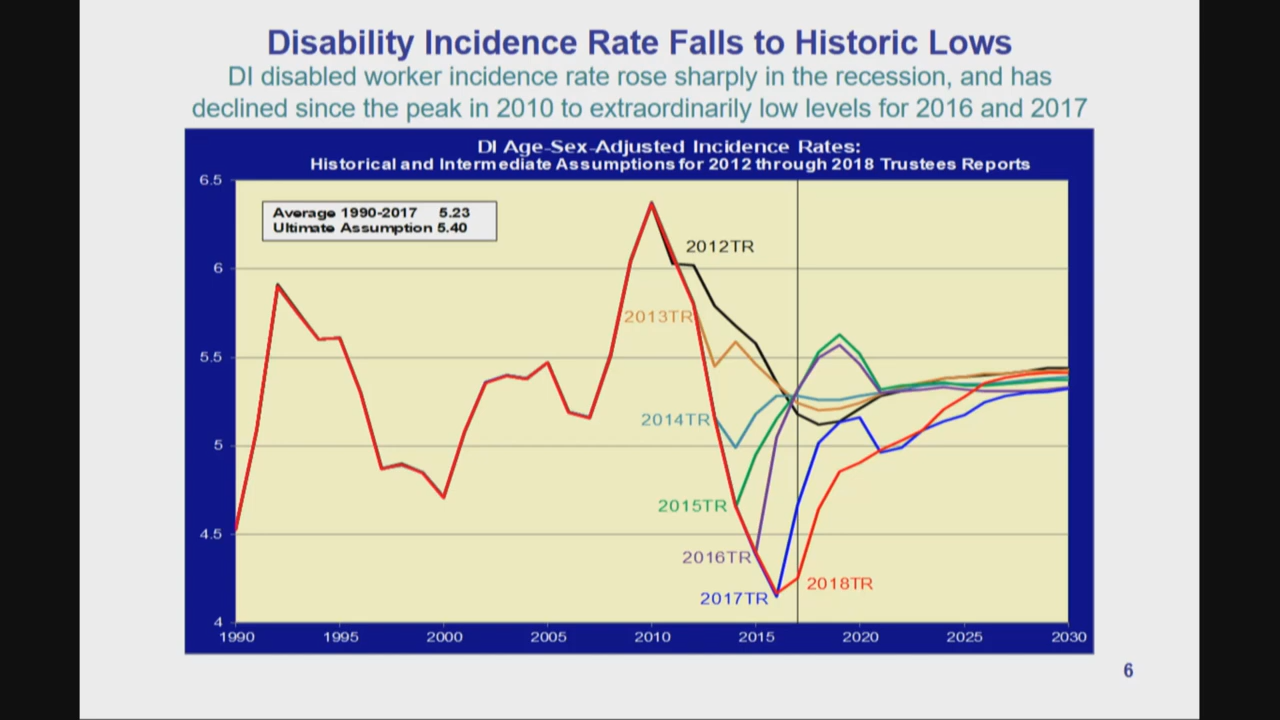 Disability Incidence Rate Falls to Historic Lows
DI disabled worker incidence rate rose sharply in the recession, and has
declined since the peak in 2010 to extraordinarily low levels for 2016 and 2017
DI Age-Sex-Adjusted Incidence Rates:
Historical and Intermediate Assumptions for 2012 through 2018 Trustees Reports
6.5
Average 1990-2017 5.23
Ultimate Assumption 5.40
2012TR
6
2013TR
5.5
2014TR
5
2015TR
4.5
2016TR
2018TR
2017TR
4
1990 1995 2000 2005 2010 2015 2020 2025 2030
6